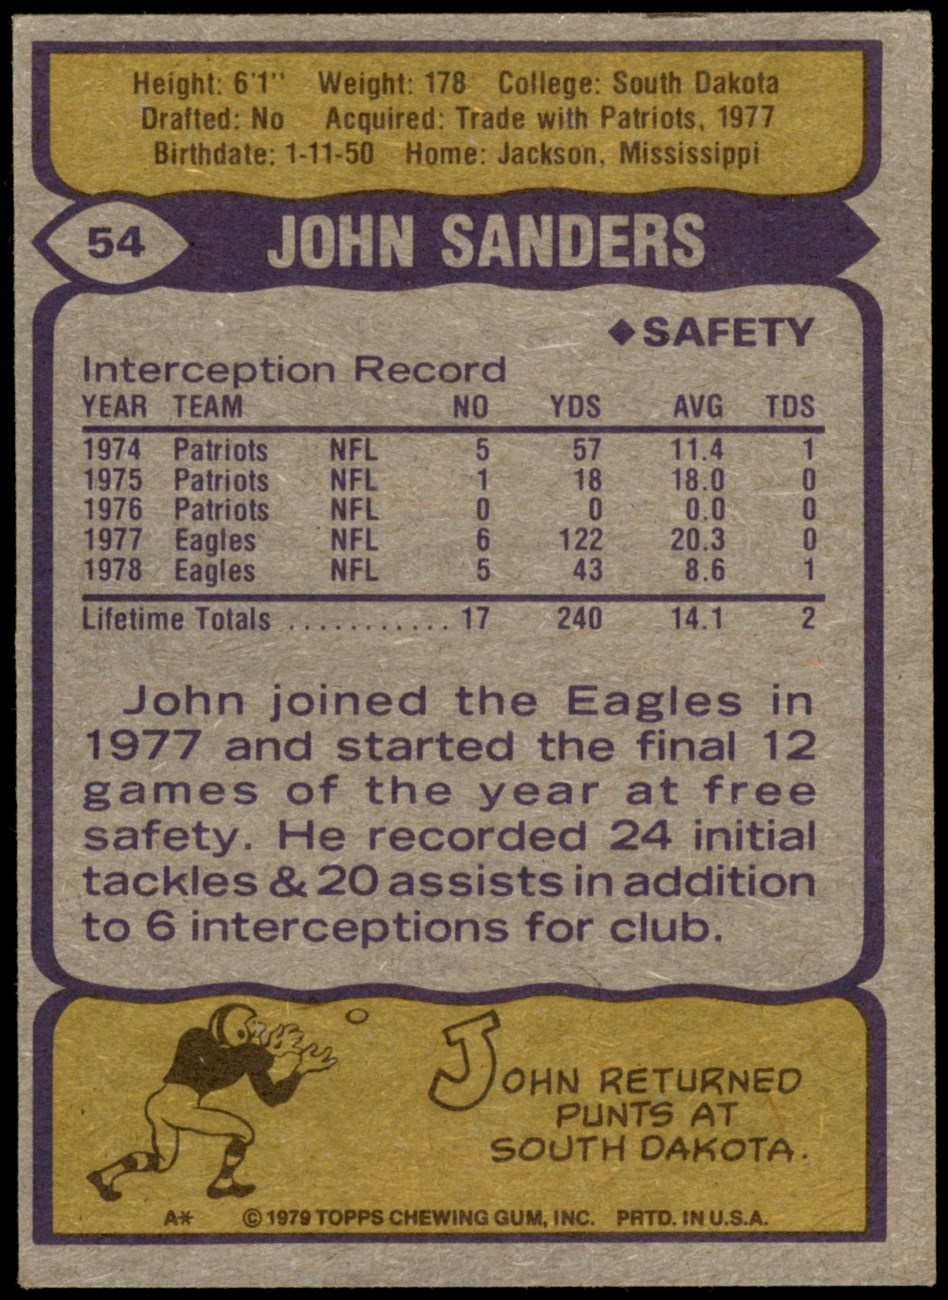 Height: 6'1" Weight: 178 College: South Dakota
Drafted: No Acquired: Trade with Patriots, 1977
Birthdate: 1-11-50 Home: Jackson, Mississippi
54 JOHN SANDERS
◆SAFETY
Interception Record
YEAR TEAM NO YDS AVG TDS
1974 Patriots NFL 5 57 11.4 1
1975 Patriots NFL 1 18 18.0 0
1976 Patriots NFL 0 0 0.0 0
1977 Eagles NFL 6 122 20.3 0
1978 Eagles NFL 5 43 8.6 1
Lifetime Totals ........... 17 240 14.1 2
John joined the Eagles in
1977 and started the final 12
games of the year at free
safety. He recorded 24 initial
tackles & 20 assists in addition
to 6 interceptions for club.
JOHN RETURNED
PUNTS AT
SOUTH DAKOTA.
A* © 1979 TOPPS CHEWING GUM, INC. PRTD. IN U.S.A.